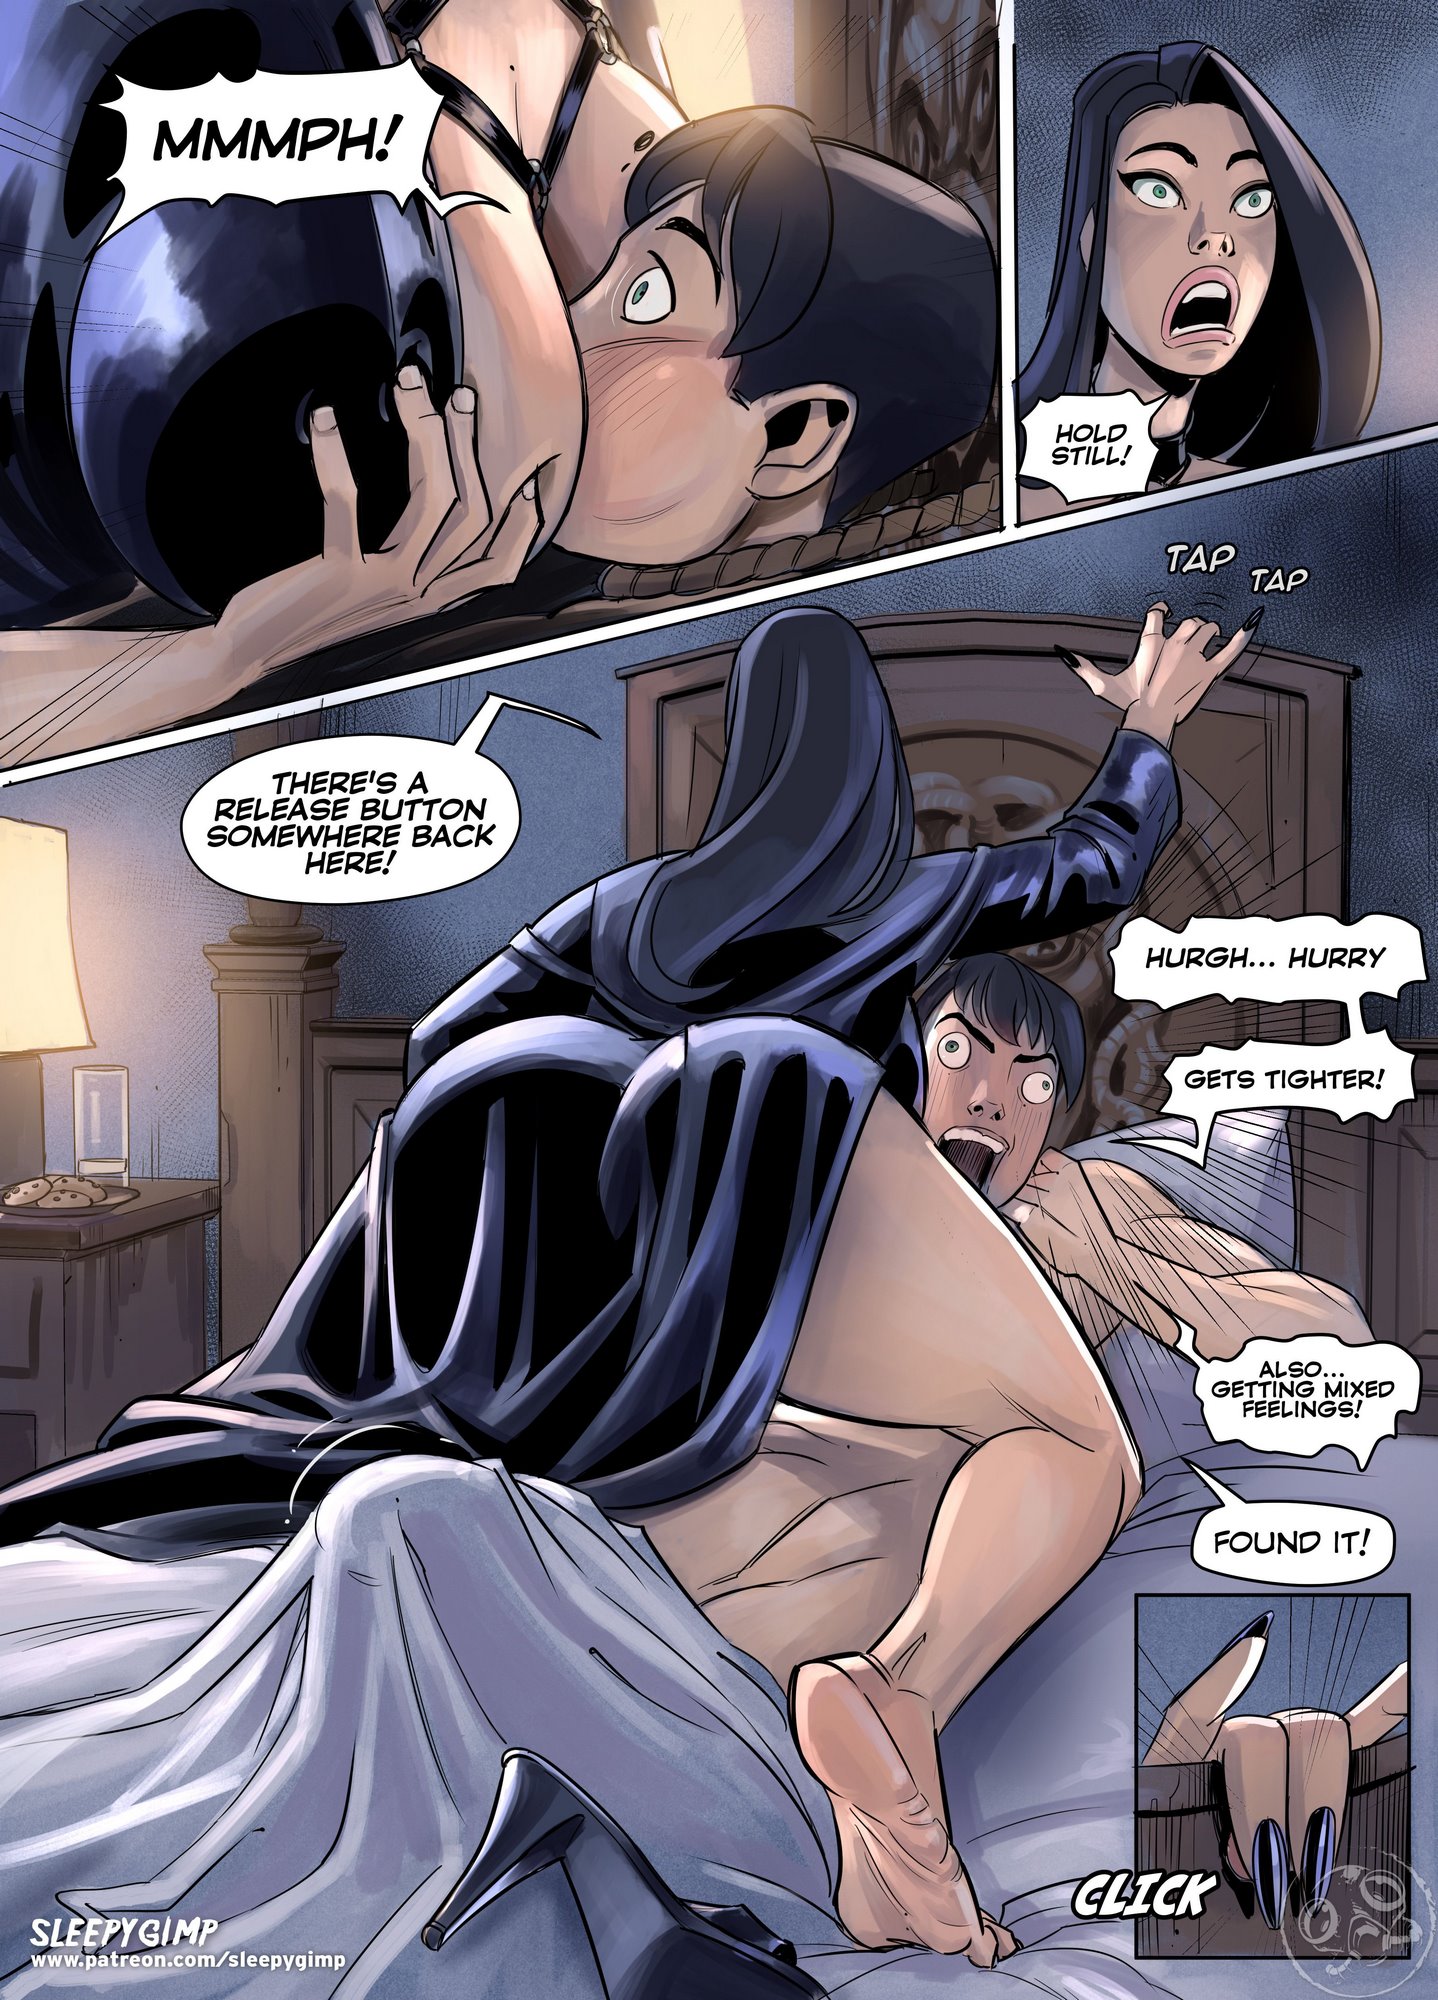 MMMPH!
HOLD
STILL!
TAP
TAP
THERE'S A
RELEASE BUTTON
SOMEWHERE BACK
HERE!
HURGH... HURRY
GETS TIGHTER!
ALSO...
GETTING MIXED
FEELINGS!
FOUND IT!
CLICK
SLEEPYGIMP
www.patreon.com/sleepygimp